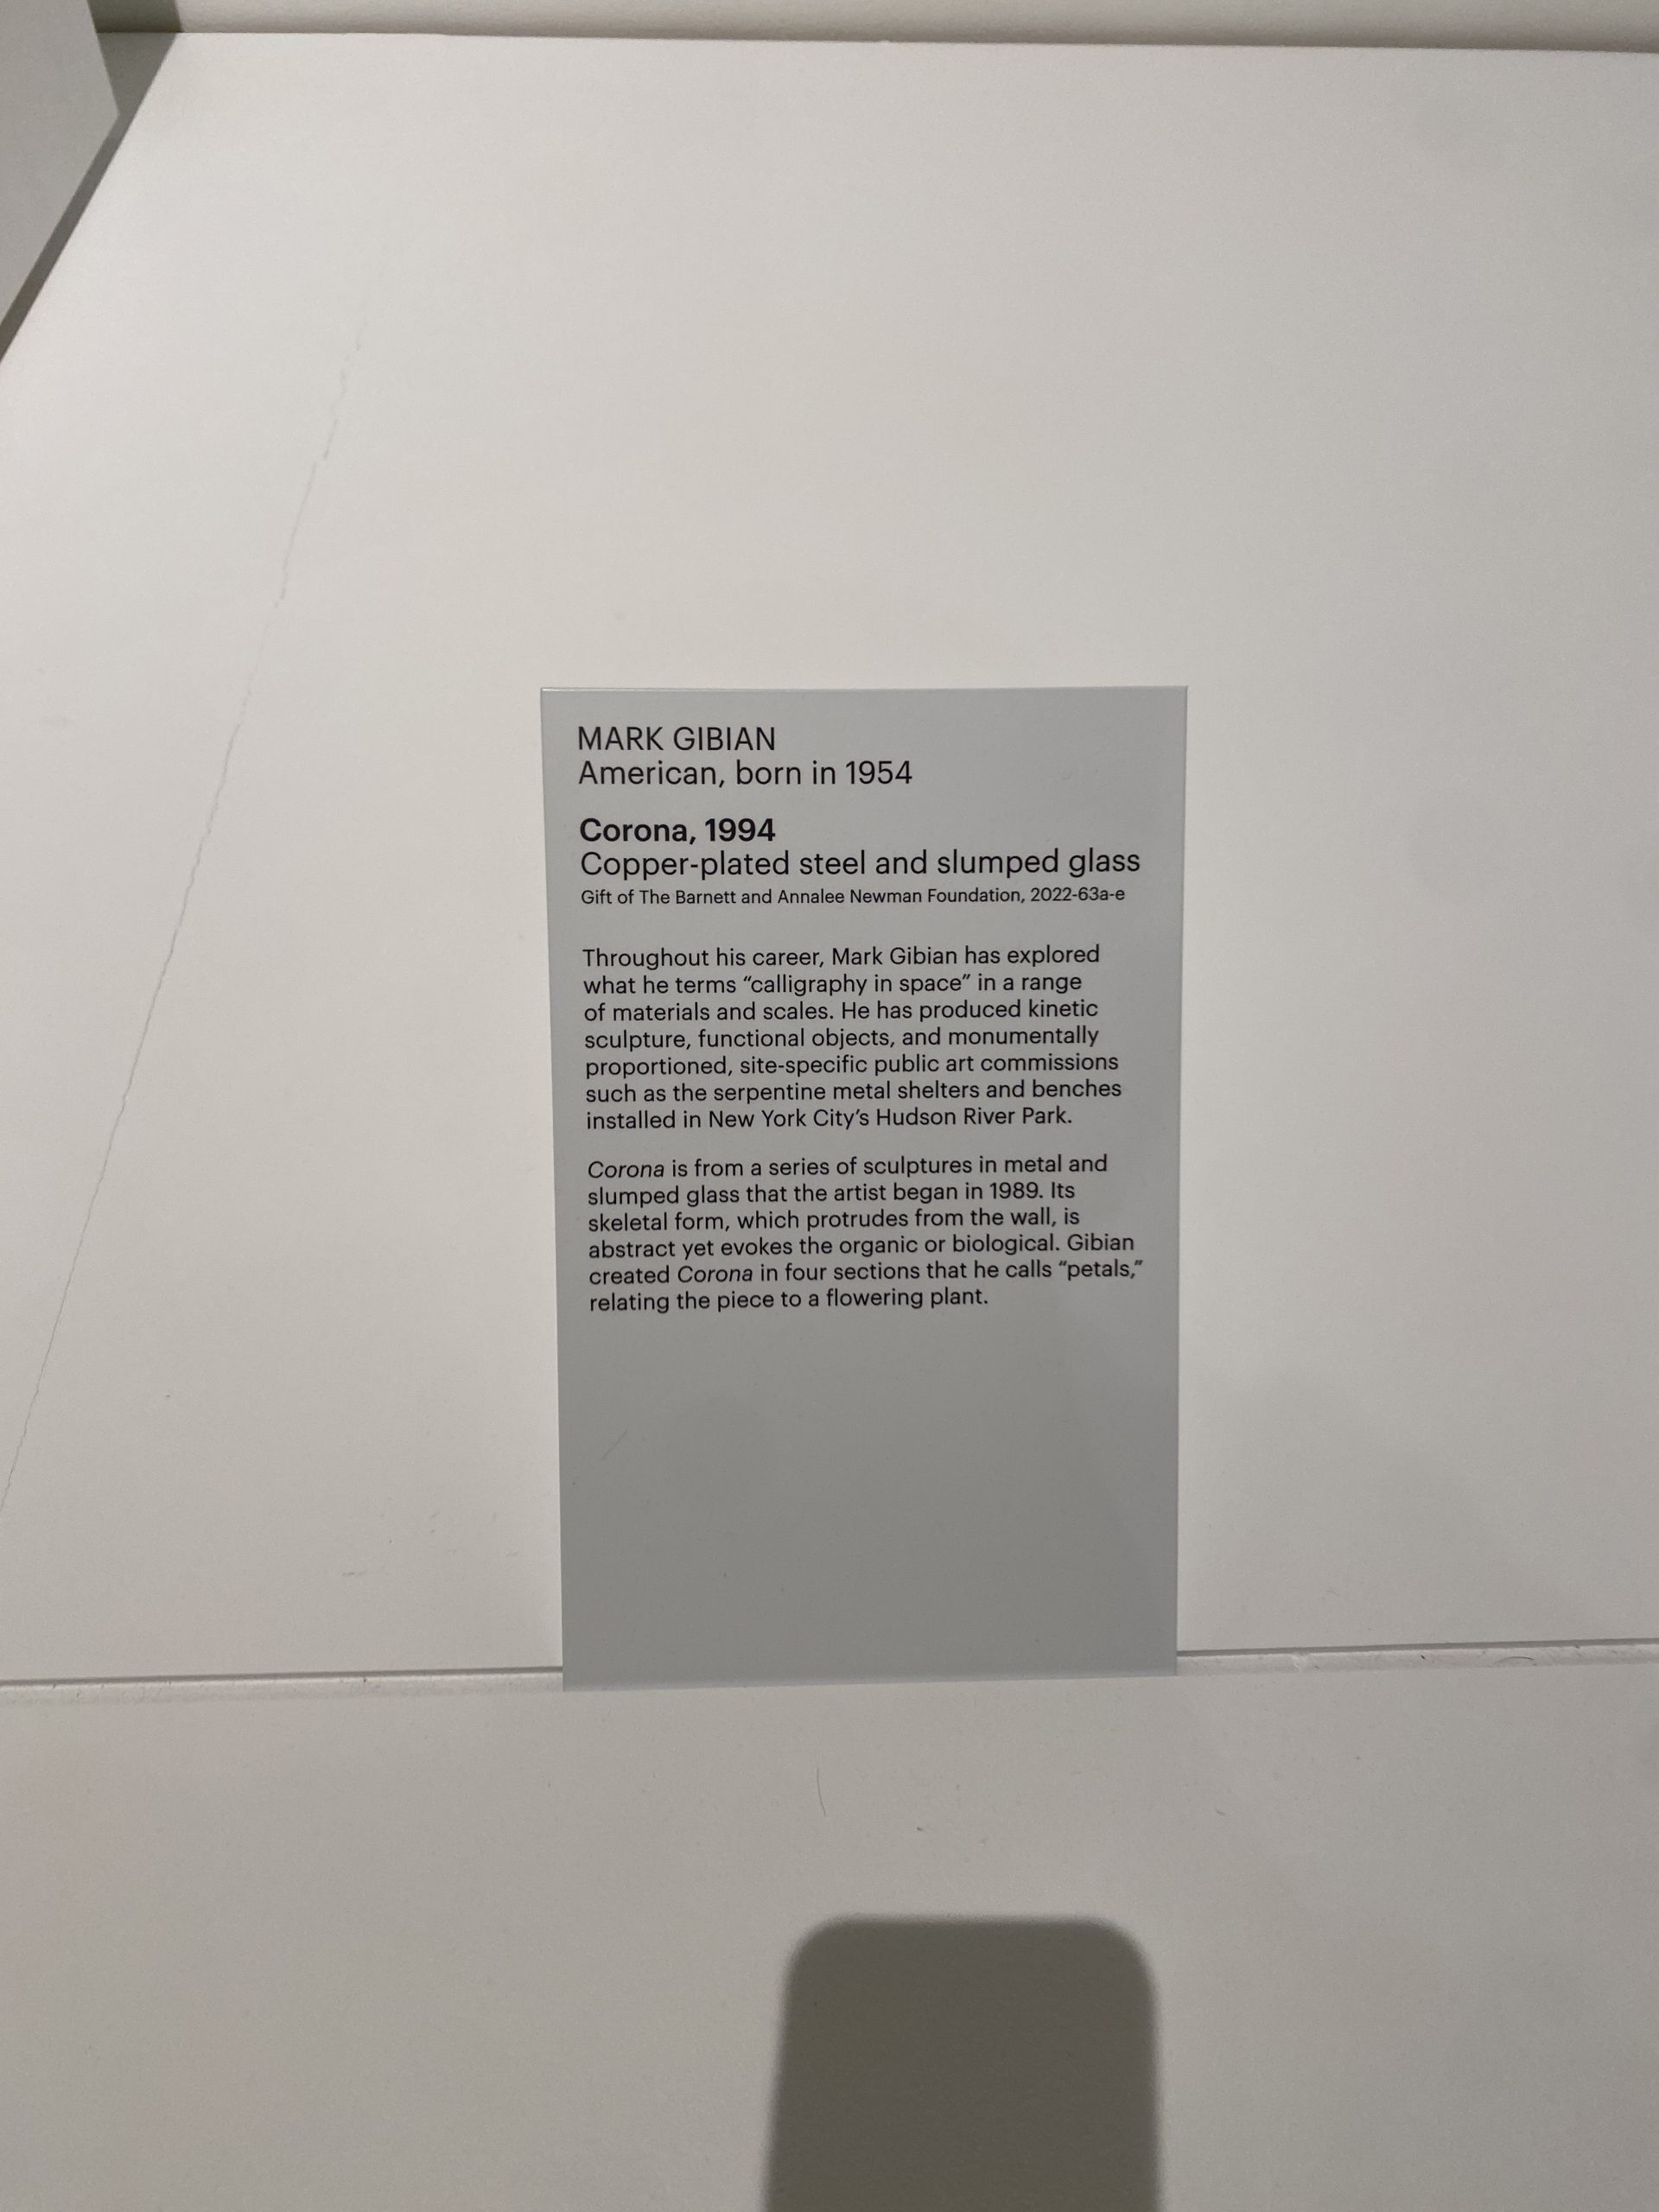 MARK GIBIAN
American, born in 1954
Corona, 1994
Copper-plated steel and slumped glass
Gift of The Barnett and Annalee Newman Foundation, 2022-63a-e
Throughout his career, Mark Gibian has explored
what he terms “calligraphy in space” in a range
of materials and scales. He has produced kinetic
sculpture, functional objects, and monumentally
proportioned, site-specific public art commissions
such as the serpentine metal shelters and benches
installed in New York City’s Hudson River Park.
Corona is from a series of sculptures in metal and
slumped glass that the artist began in 1989. Its
skeletal form, which protrudes from the wall, is
abstract yet evokes the organic or biological. Gibian
created Corona in four sections that he calls “petals,”
relating the piece to a flowering plant.